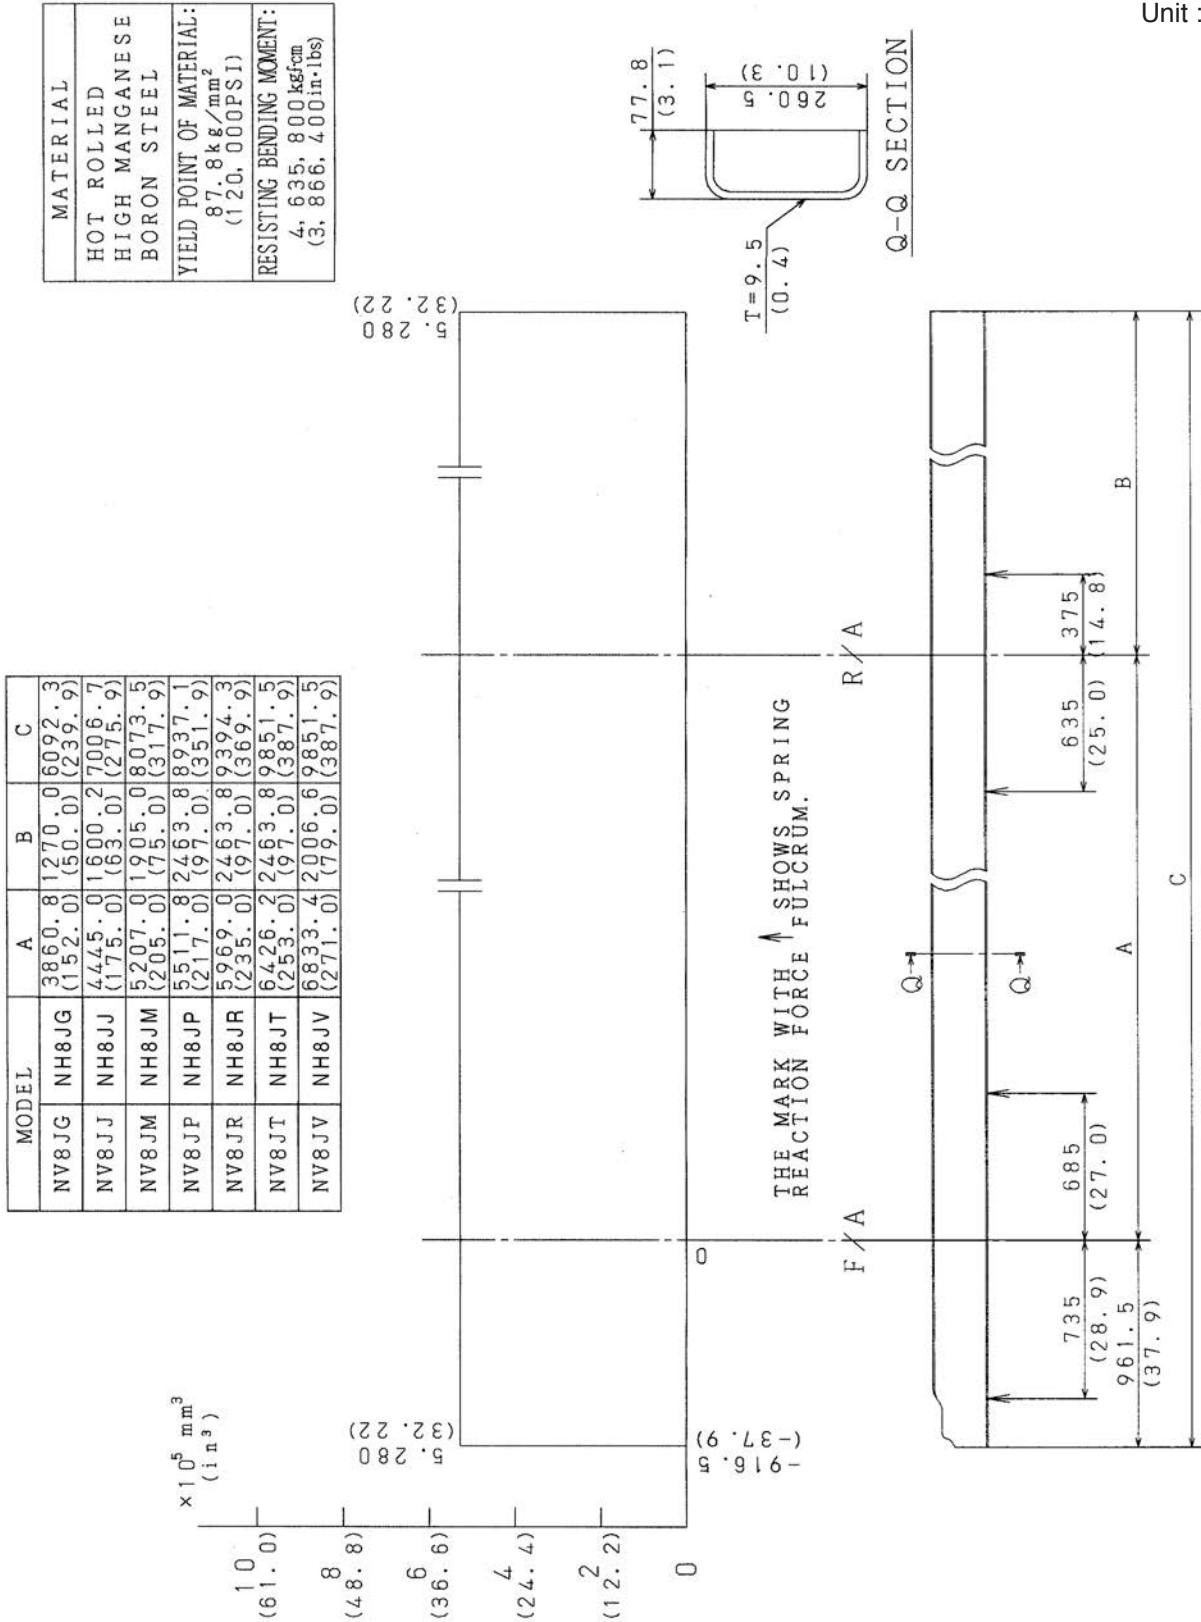 Unit :
MATERIAL
HOT ROLLED
HIGH MANGANESE
BORON STEEL
YIELD POINT OF MATERIAL:
87. 8kg/mm²
(120, 000PSI)
RESISTING BENDING MOMENT:
4, 635, 800kgf·cm
(3, 866, 400in·lbs)
MODEL A B C
NV8JG NH8JG 3860. 8 1270. 0 6092. 3
(152. 0) (50. 0) (239. 9)
NV8JJ NH8JJ 4445. 0 1600. 2 7006. 7
(175. 0) (63. 0) (275. 9)
NV8JM NH8JM 5207. 0 1905. 0 8073. 5
(205. 0) (75. 0) (317. 9)
NV8JP NH8JP 5511. 8 2463. 8 8937. 1
(217. 0) (97. 0) (351. 9)
NV8JR NH8JR 5969. 0 2463. 8 9394. 3
(235. 0) (97. 0) (369. 9)
NV8JT NH8JT 6426. 2 2463. 8 9851. 5
(253. 0) (97. 0) (387. 9)
NV8JV NH8JV 6833. 4 2006. 6 9851. 5
(271. 0) (79. 0) (387. 9)
×10⁵ mm³
(in³)
10
(61. 0)
8
(48. 8)
6
(36. 6)
4
(24. 4)
2
(12. 2)
0
5. 280
(32. 22)
5. 280
(32. 22)
-916. 5
(-37. 9)
0
F/A
R/A
THE MARK WITH ↑ SHOWS SPRING
REACTION FORCE FULCRUM.
77. 8
(3. 1)
260. 5
(10. 3)
T=9. 5
(0. 4)
Q-Q SECTION
Q
Q
735
(28. 9)
961. 5
(37. 9)
685
(27. 0)
635
(25. 0)
375
(14. 8)
A
B
C